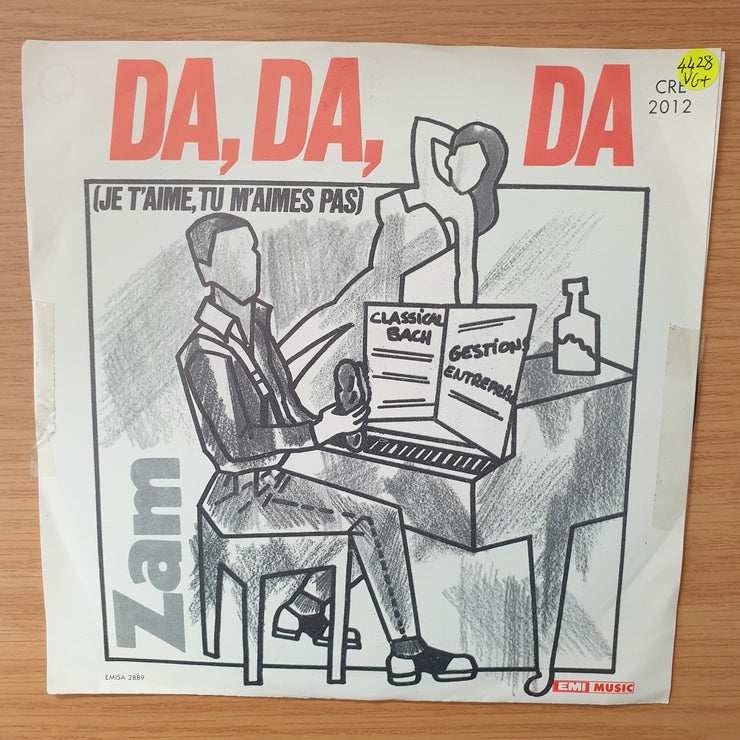 DA, DA, DA
4428
VG+
CRE
2012
(JE T'AIME, TU M'AIMES PAS)
CLASSICAL
BACH
GESTIONS
ENTREPRIS
Zam
EMISA 2889
EMI MUSIC